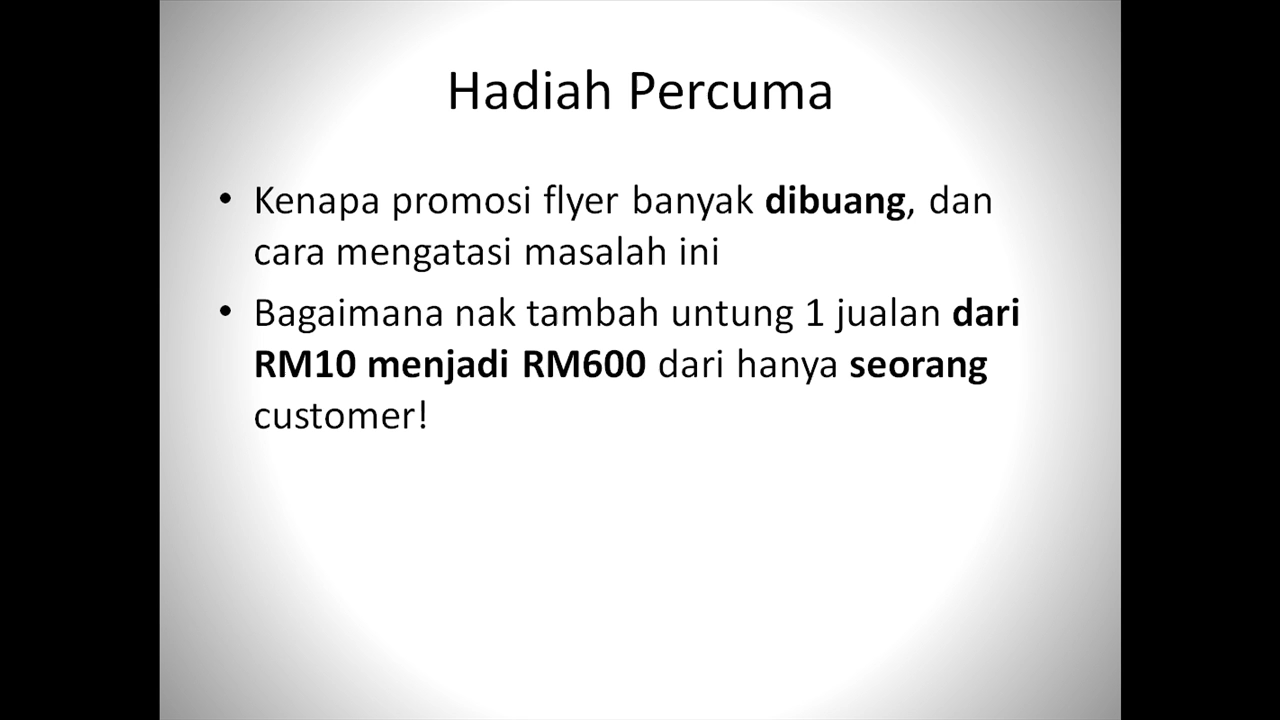 Hadiah Percuma
• Kenapa promosi flyer banyak dibuang, dan
cara mengatasi masalah ini
• Bagaimana nak tambah untung 1 jualan dari
RM10 menjadi RM600 dari hanya seorang
customer!